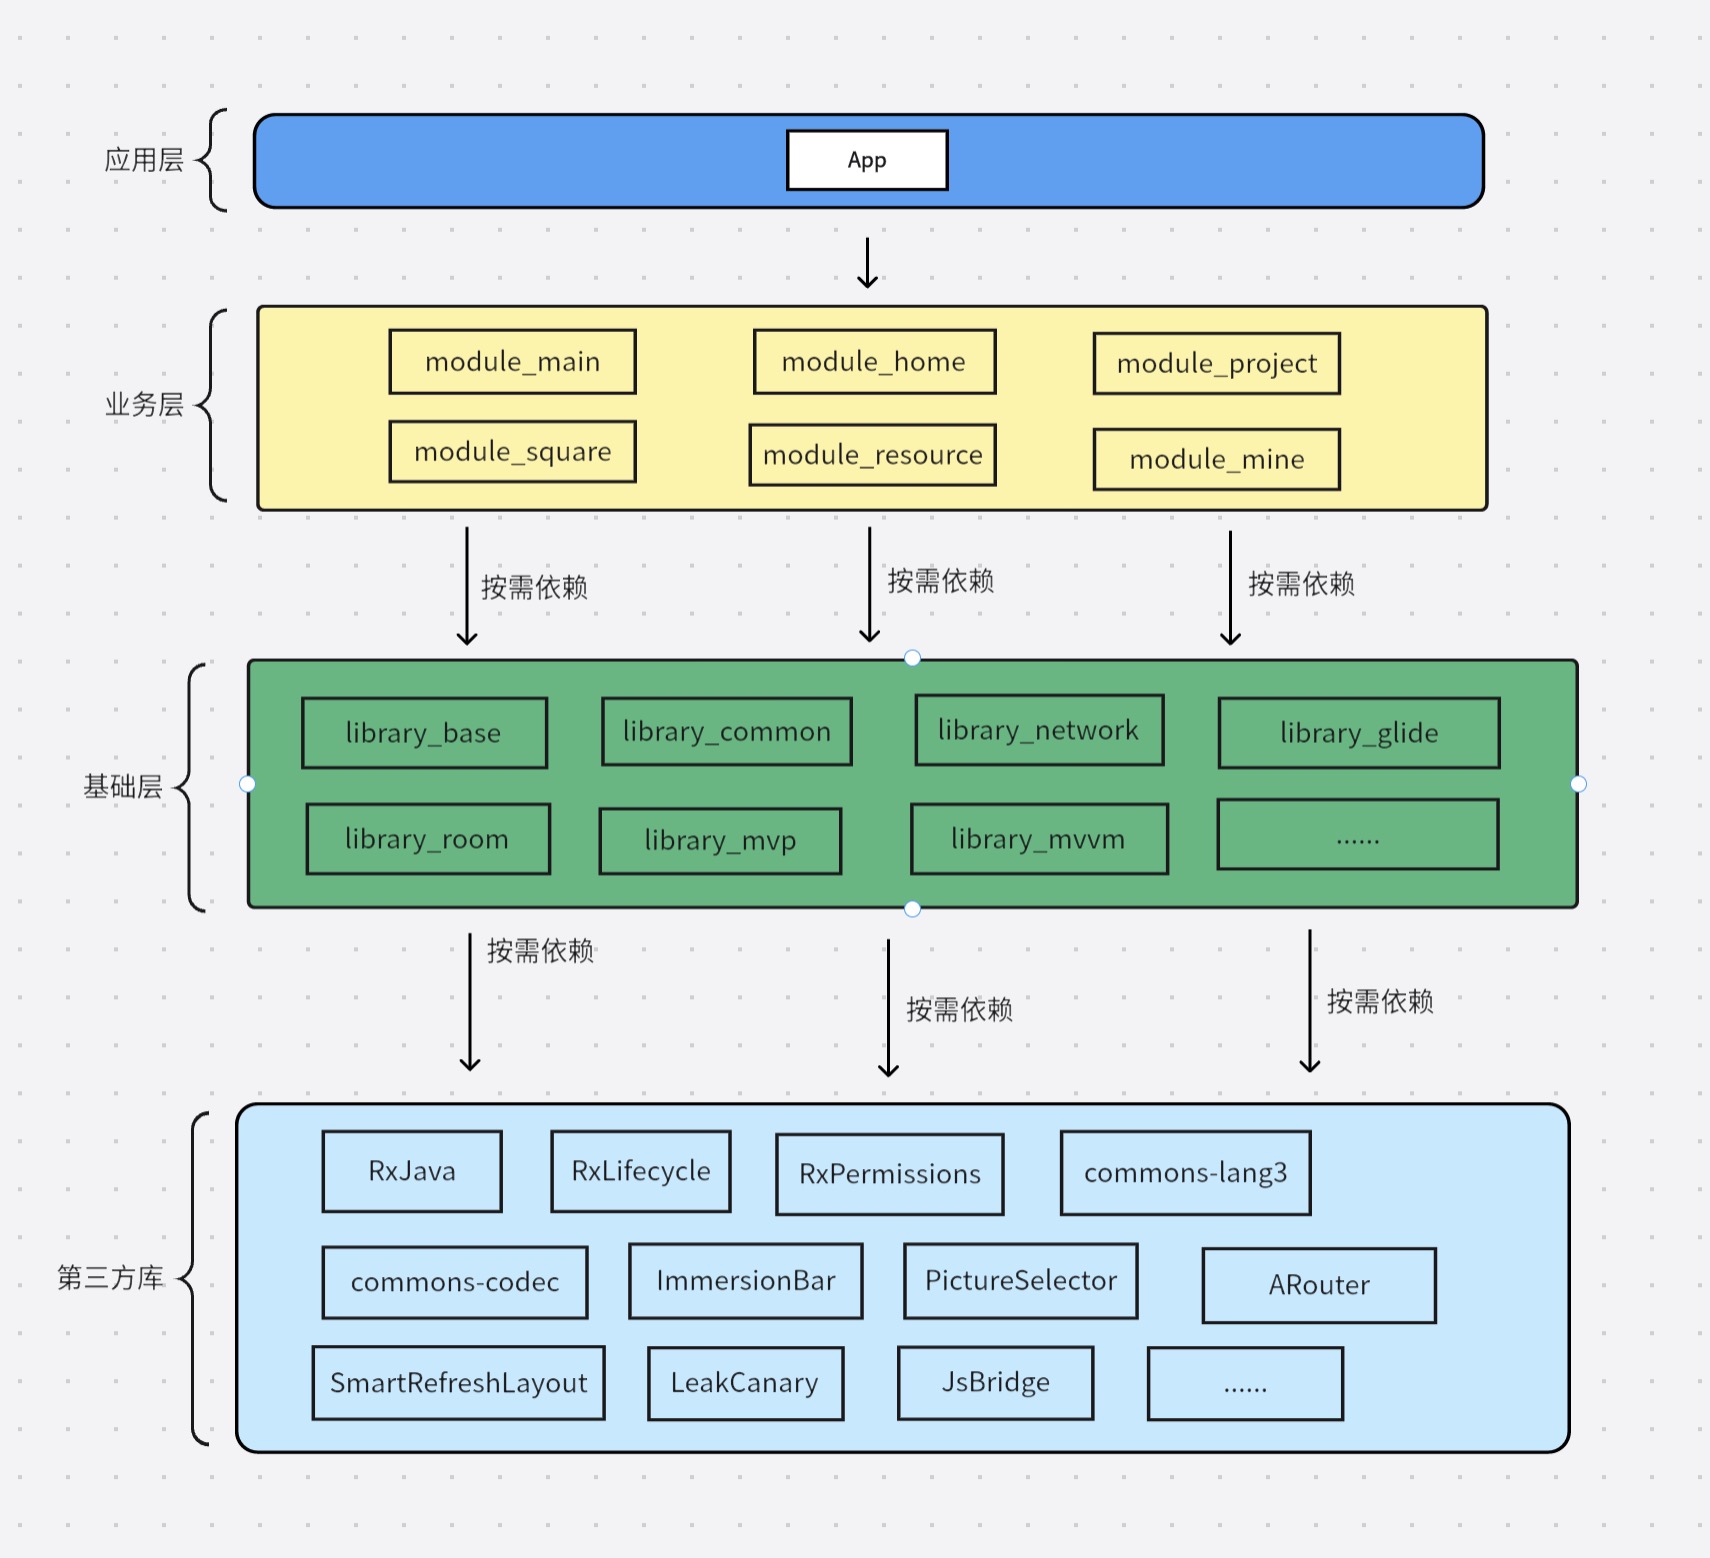 应用层
App
业务层
module_main
module_home
module_project
module_square
module_resource
module_mine
按需依赖
按需依赖
按需依赖
基础层
library_base
library_common
library_network
library_glide
library_room
library_mvp
library_mvvm
......
按需依赖
按需依赖
按需依赖
第三方库
RxJava
RxLifecycle
RxPermissions
commons-lang3
commons-codec
ImmersionBar
PictureSelector
ARouter
SmartRefreshLayout
LeakCanary
JsBridge
......